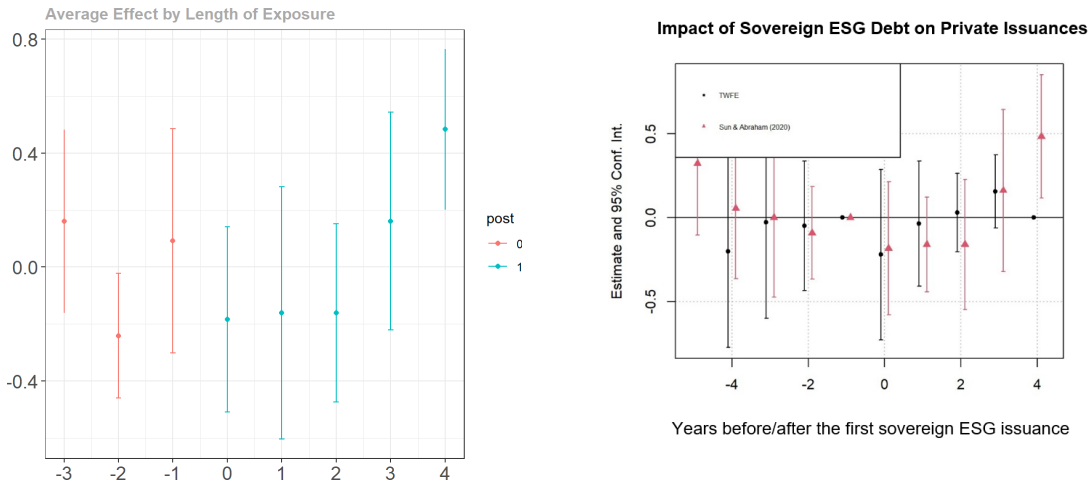 Average Effect by Length of Exposure
0.8
0.4
0.0
-0.4
-3 -2 -1 0 1 2 3 4
post
0
1
Impact of Sovereign ESG Debt on Private Issuances
TWFE
Sun & Abraham (2020)
Estimate and 95% Conf. Int.
0.5
0.0
-0.5
-4 -2 0 2 4
Years before/after the first sovereign ESG issuance